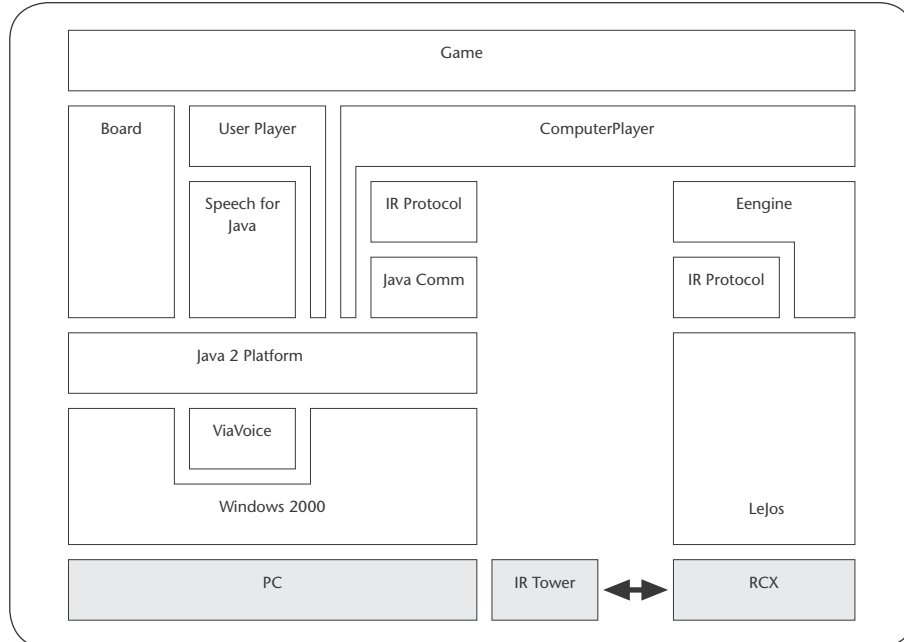 Game
Board
User Player
ComputerPlayer
Speech for
Java
IR Protocol
Eengine
Java Comm
IR Protocol
Java 2 Platform
ViaVoice
Windows 2000
LeJos
PC
IR Tower
RCX